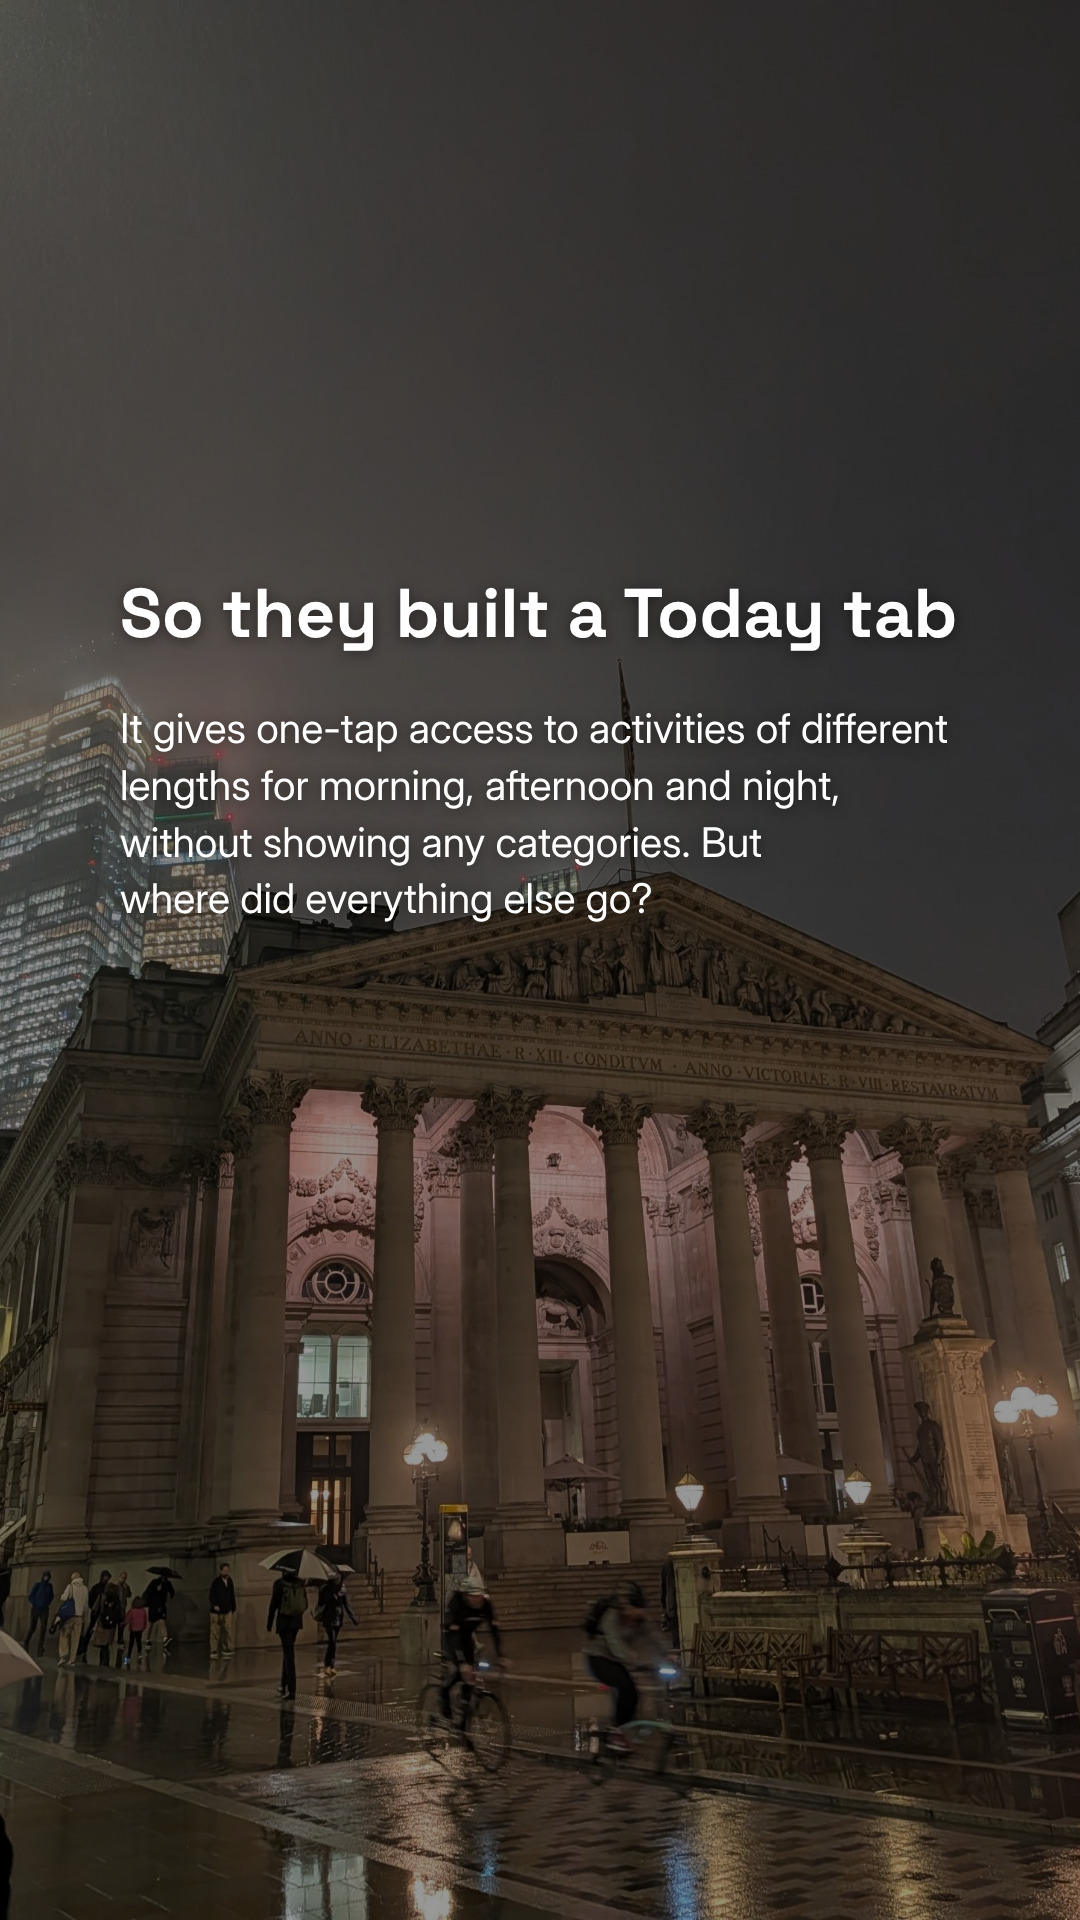 So they built a Today tab
It gives one-tap access to activities of different
lengths for morning, afternoon and night,
without showing any categories. But
where did everything else go?
ANNO · ELIZABETHAE · R · XIII · CONDITVM · ANNO · VICTORIAE · R · VIII · RESTAVRATVM